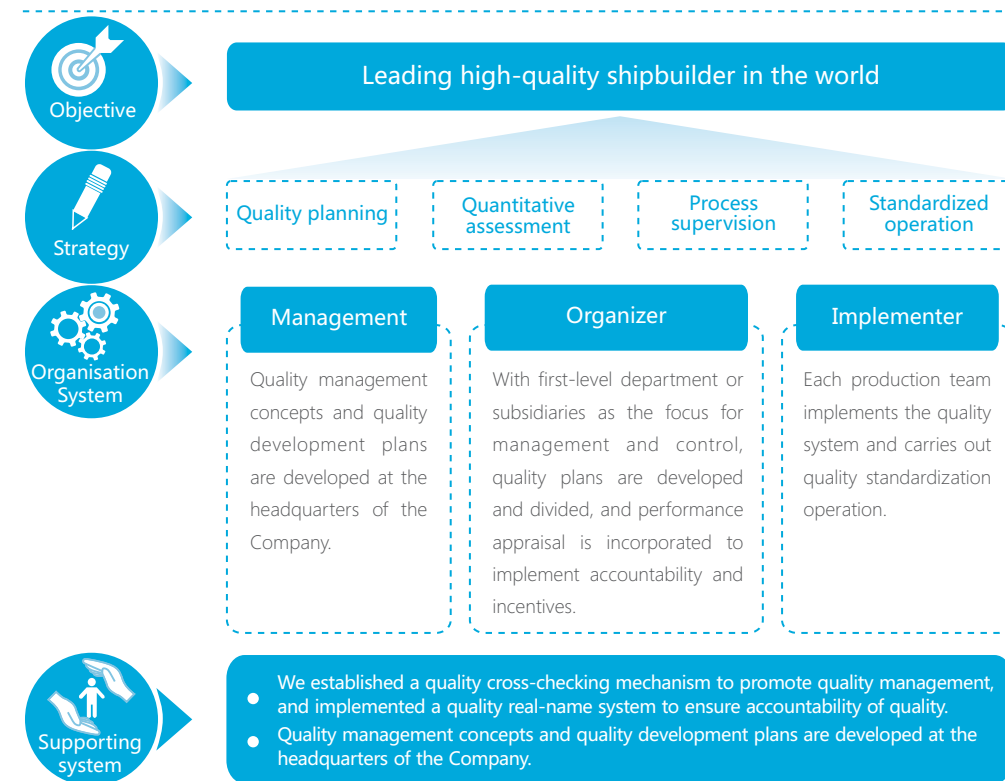 Objective
Leading high-quality shipbuilder in the world
Strategy
Quality planning
Quantitative
assessment
Process
supervision
Standardized
operation
Organisation
System
Management
Quality management
concepts and quality
development plans
are developed at the
headquarters of the
Company.
Organizer
With first-level department or
subsidiaries as the focus for
management and control,
quality plans are developed
and divided, and performance
appraisal is incorporated to
implement accountability and
incentives.
Implementer
Each production team
implements the quality
system and carries out
quality standardization
operation.
Supporting
system
We established a quality cross-checking mechanism to promote quality management,
and implemented a quality real-name system to ensure accountability of quality.
Quality management concepts and quality development plans are developed at the
headquarters of the Company.